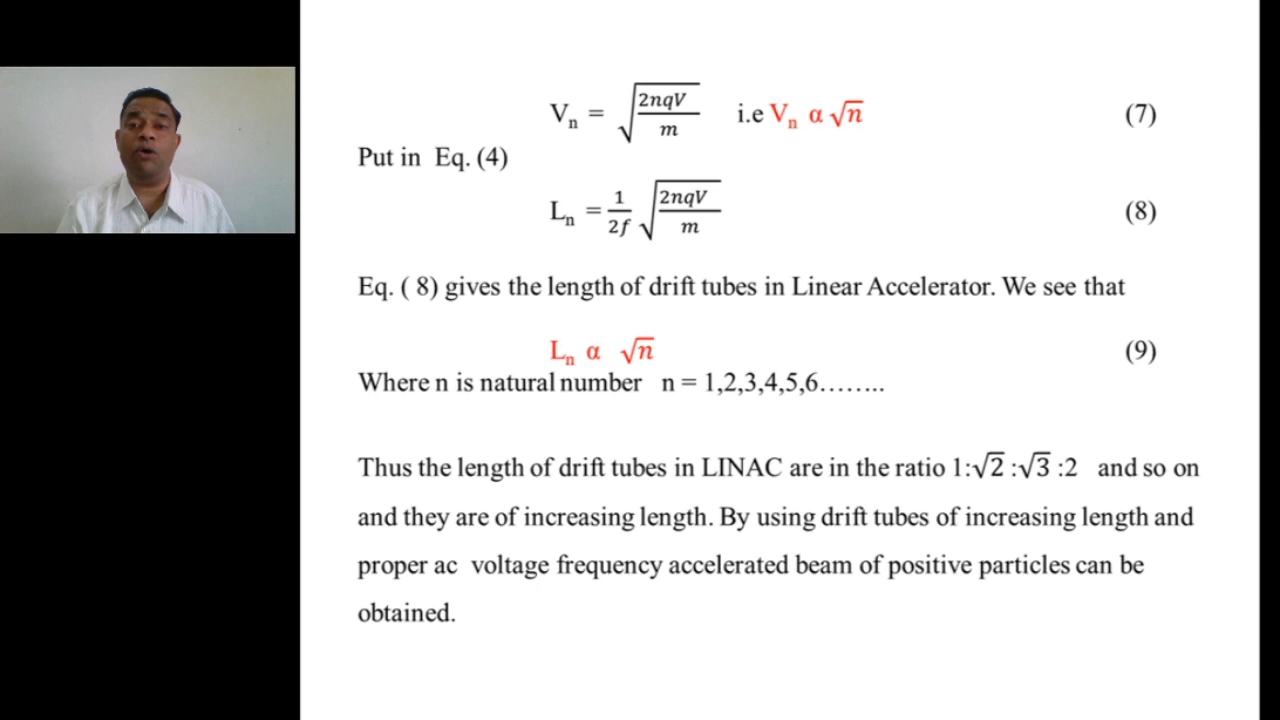 Vₙ = √(2nqV/m) i.e Vₙ α √n (7)
Put in Eq. (4)
Lₙ = 1/2f √(2nqV/m) (8)
Eq. ( 8) gives the length of drift tubes in Linear Accelerator. We see that
Lₙ α √n (9)
Where n is natural number n = 1,2,3,4,5,6……..
Thus the length of drift tubes in LINAC are in the ratio 1:√2 :√3 :2 and so on
and they are of increasing length. By using drift tubes of increasing length and
proper ac voltage frequency accelerated beam of positive particles can be
obtained.